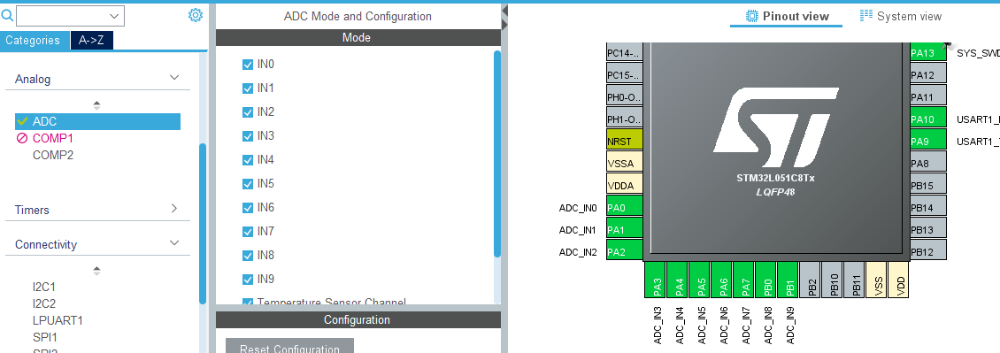 Categories
A->Z
Analog
ADC
COMP1
COMP2
Timers
Connectivity
I2C1
I2C2
LPUART1
SPI1
ADC Mode and Configuration
Mode
IN0
IN1
IN2
IN3
IN4
IN5
IN6
IN7
IN8
IN9
Temperature Sensor Channel
Configuration
Reset Configuration
Pinout view
System view
PC14-..
PC15-..
PH0-O..
PH1-O..
NRST
VSSA
VDDA
ADC_IN0 PA0
ADC_IN1 PA1
ADC_IN2 PA2
STM32L051C8Tx
LQFP48
PA13 SYS_SWD
PA12
PA11
PA10 USART1_
PA9 USART1_
PA8
PB15
PB14
PB13
PB12
PA3
PA4
PA5
PA6
PA7
PB0
PB1
PB2
PB10
PB11
VSS
VDD
ADC_IN3
ADC_IN4
ADC_IN5
ADC_IN6
ADC_IN7
ADC_IN8
ADC_IN9